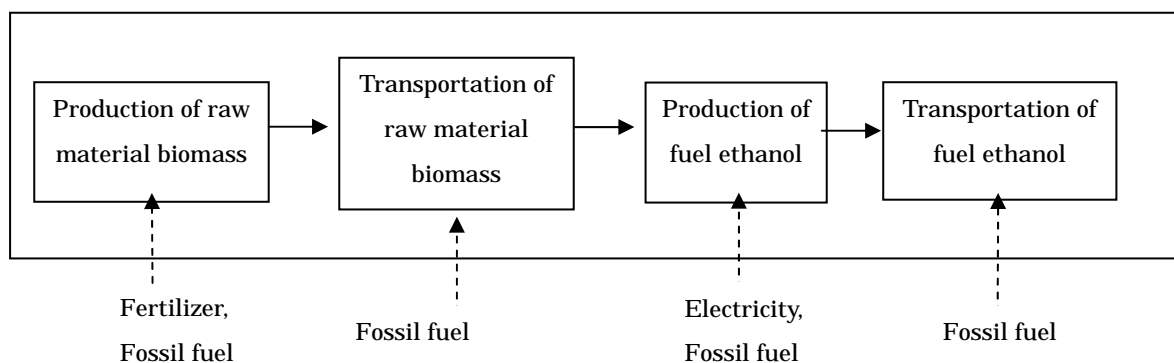 Production of raw
material biomass
Transportation of
raw material
biomass
Production of
fuel ethanol
Transportation of
fuel ethanol
Fertilizer,
Fossil fuel
Fossil fuel
Electricity,
Fossil fuel
Fossil fuel